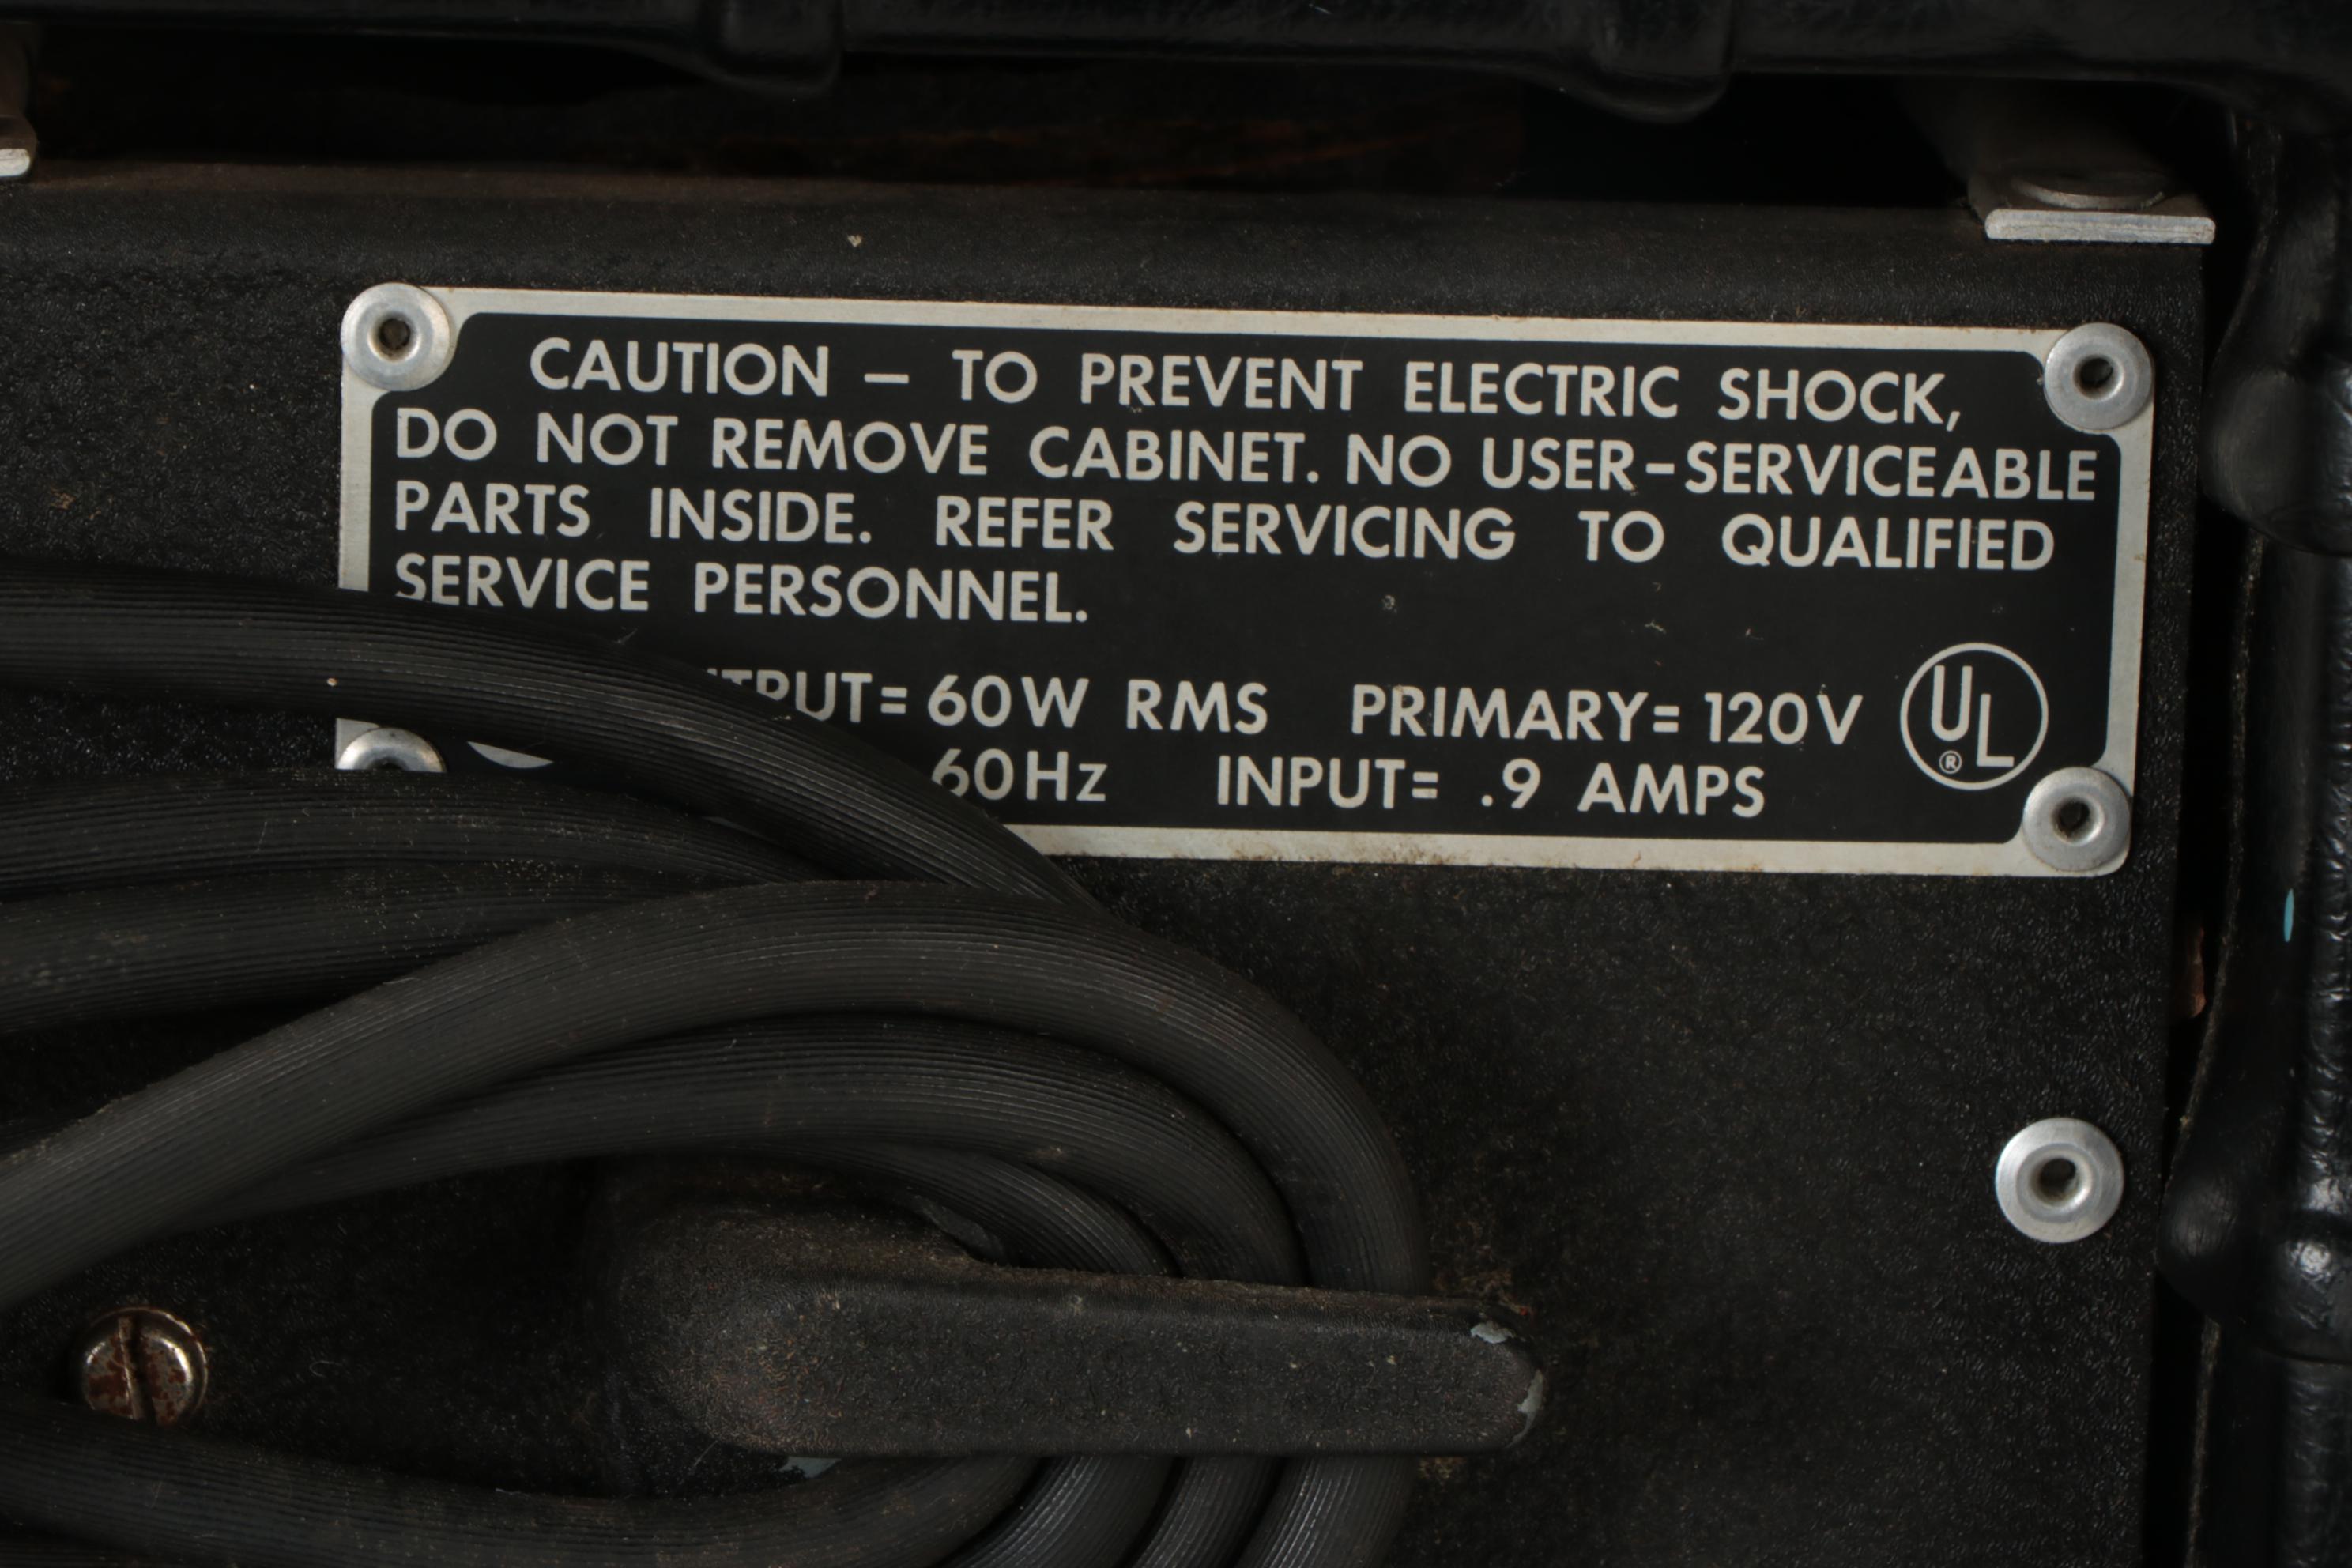 CAUTION – TO PREVENT ELECTRIC SHOCK,
DO NOT REMOVE CABINET. NO USER-SERVICEABLE
PARTS INSIDE. REFER SERVICING TO QUALIFIED
SERVICE PERSONNEL.
= 60W RMS PRIMARY= 120V
60Hz INPUT= .9 AMPS
UL
®